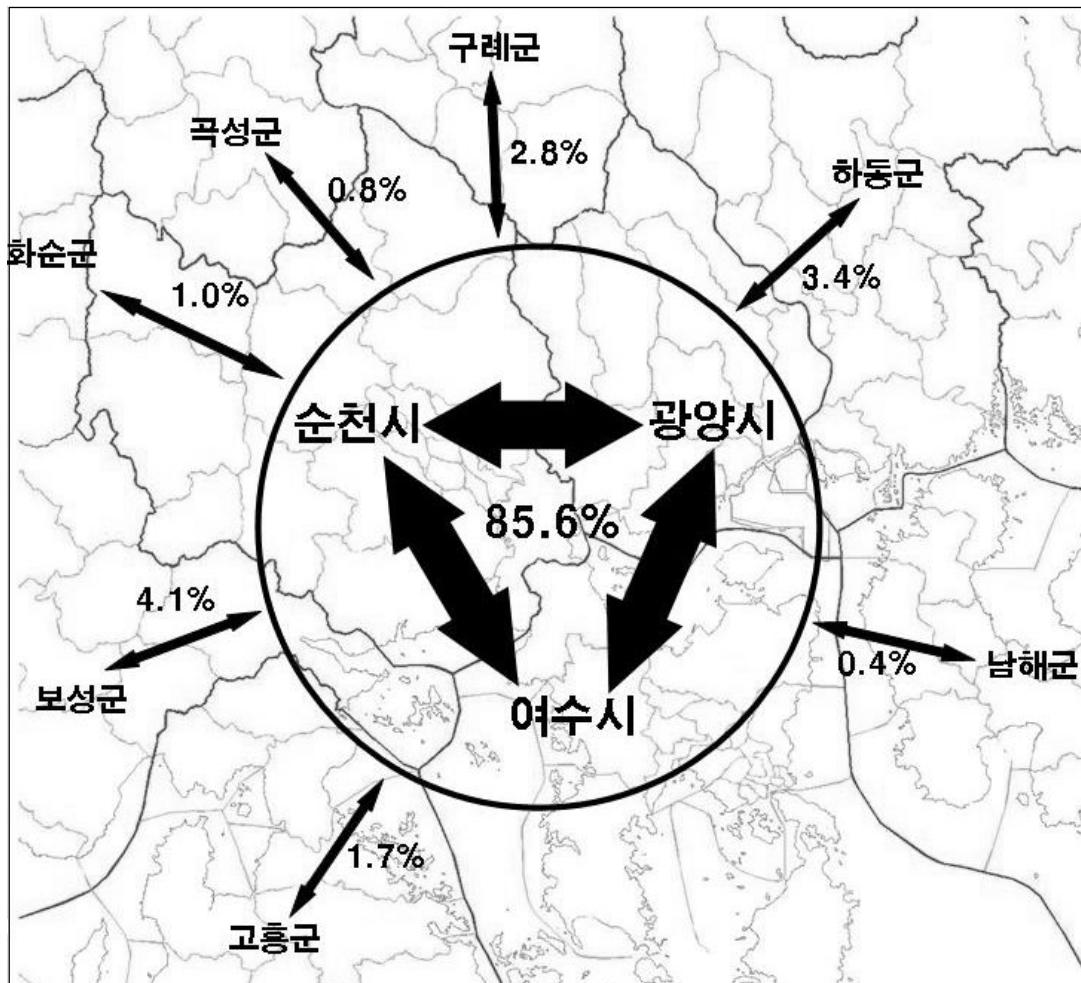 구례군
곡성군
2.8%
하동군
0.8%
화순군
1.0%
3.4%
순천시
광양시
85.6%
4.1%
보성군
0.4%
남해군
여수시
1.7%
고흥군